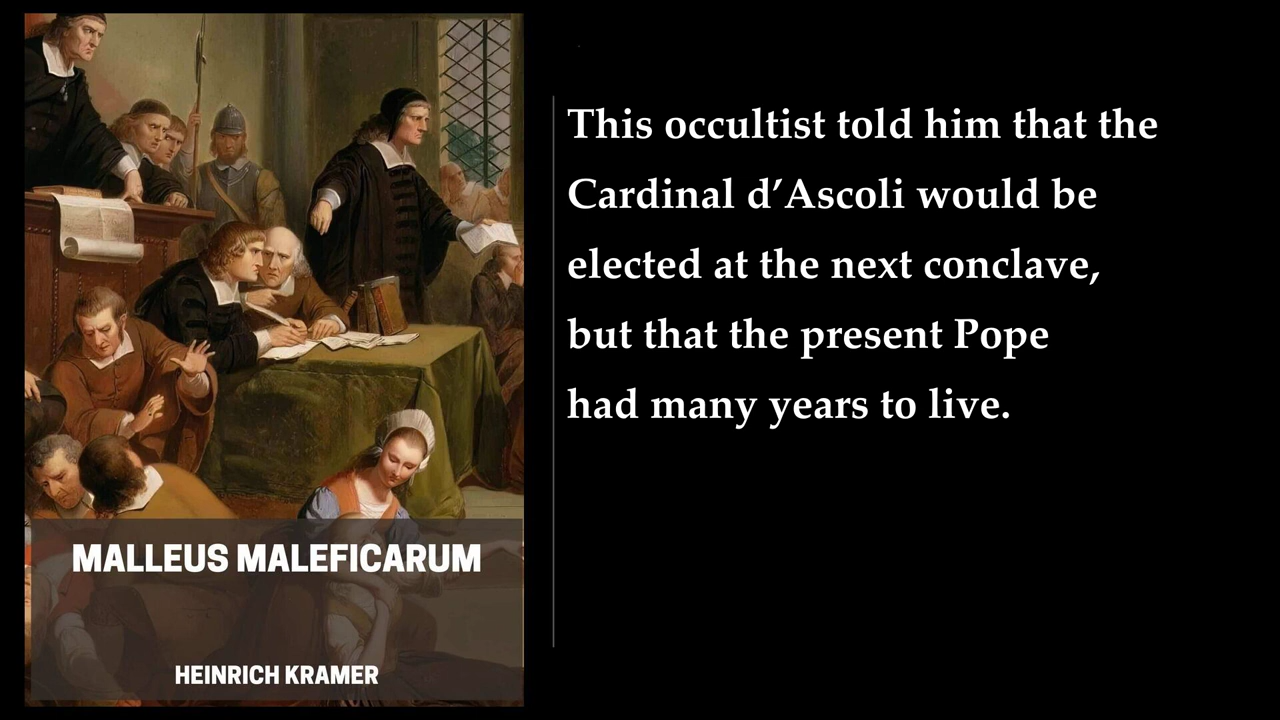 This occultist told him that the
Cardinal d’Ascoli would be
elected at the next conclave,
but that the present Pope
had many years to live.
MALLEUS MALEFICARUM
HEINRICH KRAMER